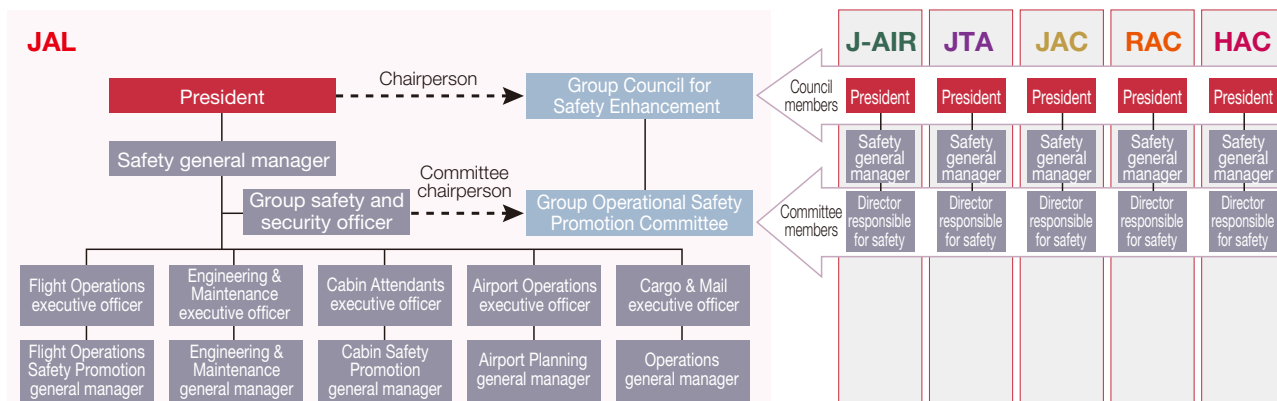 JAL
President
Chairperson
Group Council for
Safety Enhancement
Safety general manager
Group safety and
security officer
Committee
chairperson
Group Operational Safety
Promotion Committee
Flight Operations
executive officer
Engineering &
Maintenance
executive officer
Cabin Attendants
executive officer
Airport Operations
executive officer
Cargo & Mail
executive officer
Flight Operations
Safety Promotion
general manager
Engineering &
Maintenance
general manager
Cabin Safety
Promotion
general manager
Airport Planning
general manager
Operations
general manager
J-AIR
JTA
JAC
RAC
HAC
Council
members
President
President
President
President
President
Safety
general
manager
Safety
general
manager
Safety
general
manager
Safety
general
manager
Safety
general
manager
Committee
members
Director
responsible
for safety
Director
responsible
for safety
Director
responsible
for safety
Director
responsible
for safety
Director
responsible
for safety